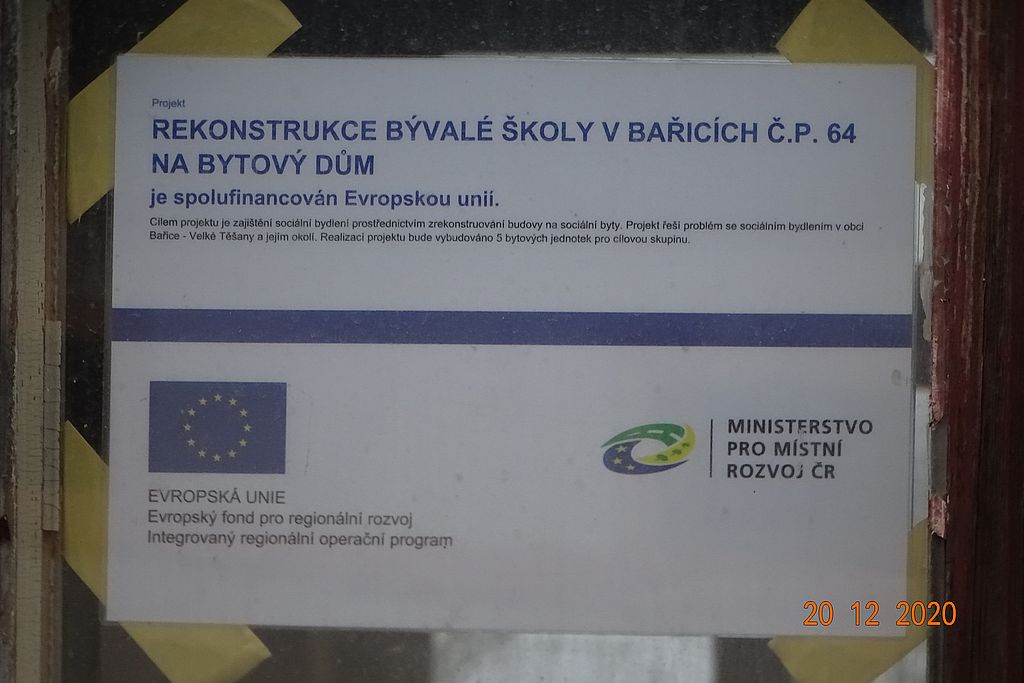 Projekt
REKONSTRUKCE BÝVALÉ ŠKOLY V BAŘICÍCH Č.P. 64
NA BYTOVÝ DŮM
je spolufinancován Evropskou unií.
Cílem projektu je zajištění sociální bydlení prostřednictvím zrekonstruování budovy na sociální byty. Projekt řeší problém se sociálním bydlením v obci
Bařice - Velké Těšany a jejím okolí. Realizací projektu bude vybudováno 5 bytových jednotek pro cílovou skupinu.
EVROPSKÁ UNIE
Evropský fond pro regionální rozvoj
Integrovaný regionální operační program
MINISTERSTVO
PRO MÍSTNÍ
ROZVOJ ČR
20 12 2020